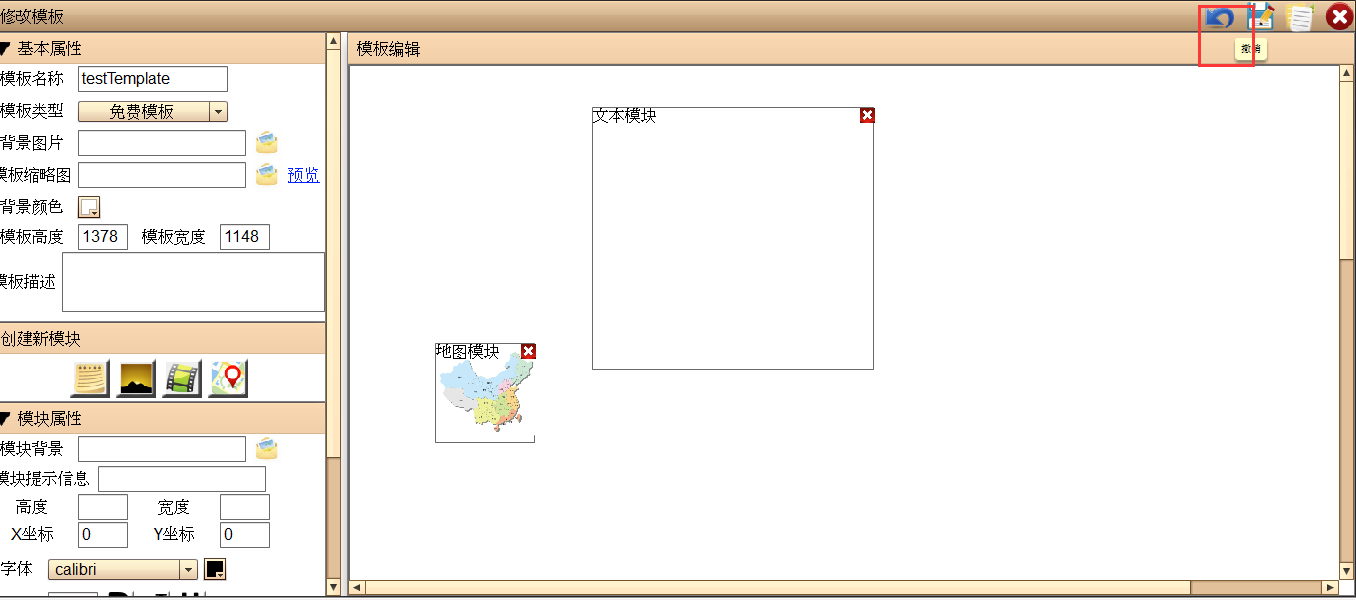 修改模板
基本属性
模板名称 testTemplate
模板类型 免费模板
背景图片
模板缩略图 预览
背景颜色
模板高度 1378 模板宽度 1148
模板描述
创建新模块
模块属性
模块背景
模块提示信息
高度 宽度
X坐标 0 Y坐标 0
字体 calibri
模板编辑
撤消
文本模块
地图模块